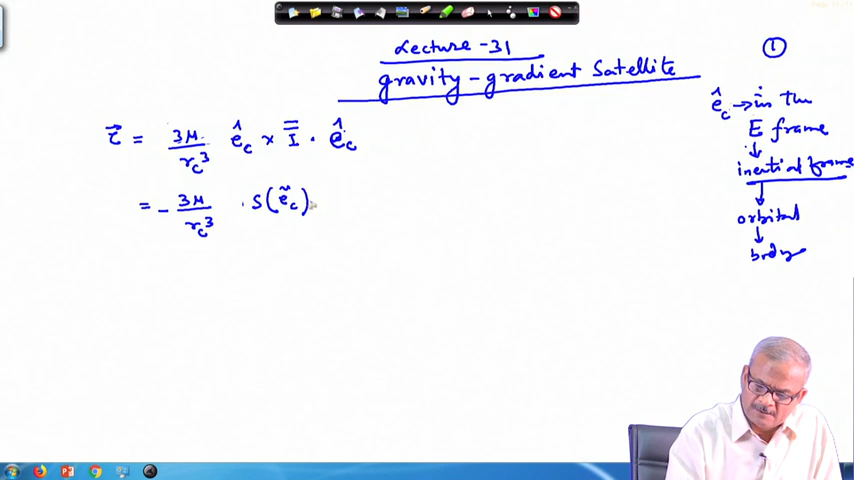 Lecture -31
gravity-gradient Satellite
①
τ⃗ = 3μ/r_c³ ê_c × I̿ · ê_c
= - 3μ/r_c³ · S(ẽ_c)
ê_c → in the
E frame
↓
inertial frame
↓
orbital
↓
body